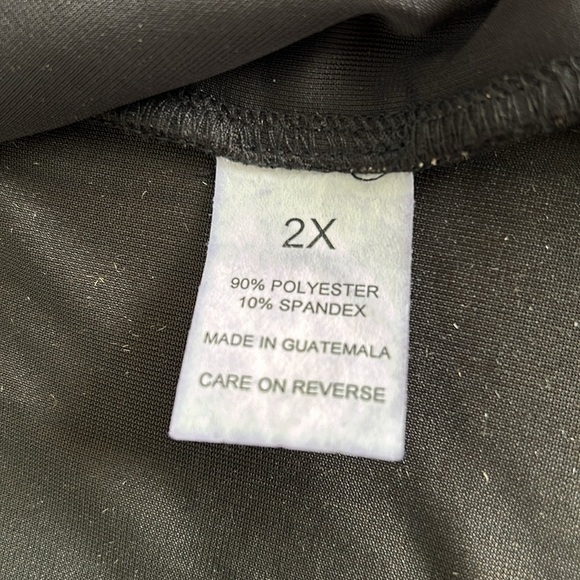 2X
90% POLYESTER
10% SPANDEX
MADE IN GUATEMALA
CARE ON REVERSE